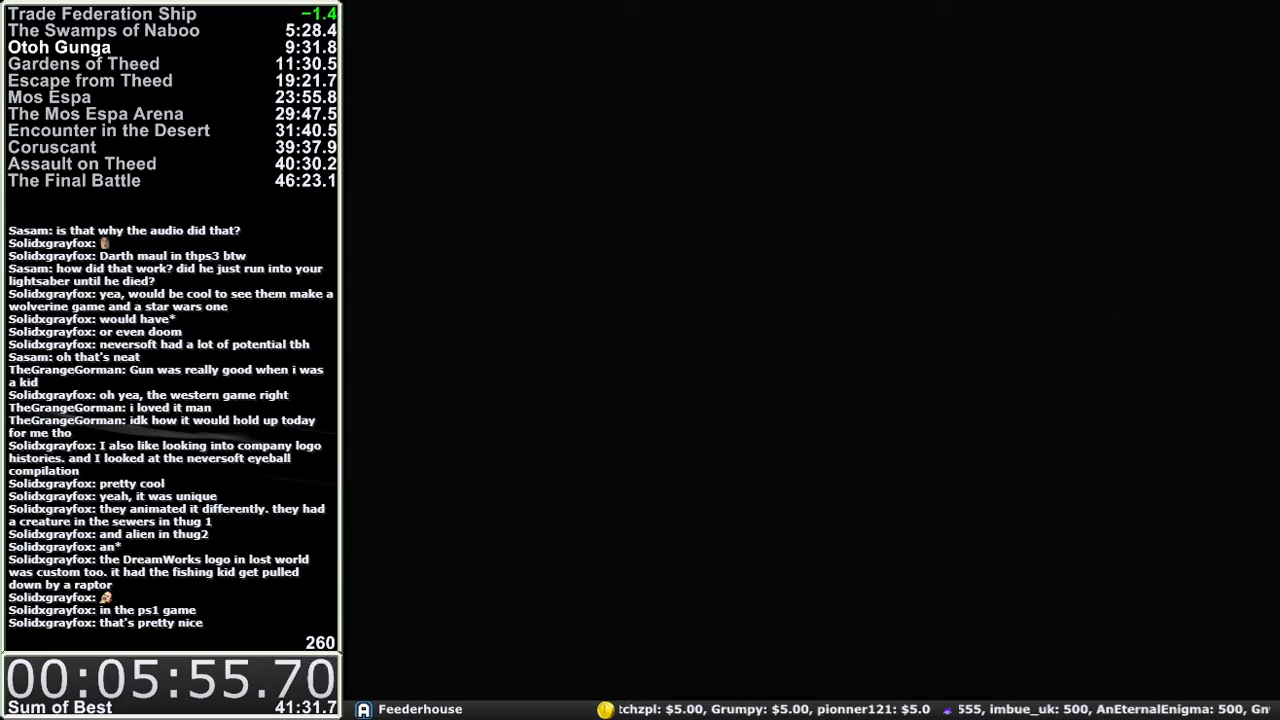 Trade Federation Ship −1.4
The Swamps of Naboo 5:28.4
Otoh Gunga 9:31.8
Gardens of Theed 11:30.5
Escape from Theed 19:21.7
Mos Espa 23:55.8
The Mos Espa Arena 29:47.5
Encounter in the Desert 31:40.5
Coruscant 39:37.9
Assault on Theed 40:30.2
The Final Battle 46:23.1
Sasam: is that why the audio did that?
Solidxgrayfox:
Solidxgrayfox: Darth maul in thps3 btw
Sasam: how did that work? did he just run into your
lightsaber until he died?
Solidxgrayfox: yea, would be cool to see them make a
wolverine game and a star wars one
Solidxgrayfox: would have*
Solidxgrayfox: or even doom
Solidxgrayfox: neversoft had a lot of potential tbh
Sasam: oh that's neat
TheGrangeGorman: Gun was really good when i was
a kid
Solidxgrayfox: oh yea, the western game right
TheGrangeGorman: i loved it man
TheGrangeGorman: idk how it would hold up today
for me tho
Solidxgrayfox: I also like looking into company logo
histories. and I looked at the neversoft eyeball
compilation
Solidxgrayfox: pretty cool
Solidxgrayfox: yeah, it was unique
Solidxgrayfox: they animated it differently. they had
a creature in the sewers in thug 1
Solidxgrayfox: and alien in thug2
Solidxgrayfox: an*
Solidxgrayfox: the DreamWorks logo in lost world
was custom too. it had the fishing kid get pulled
down by a raptor
Solidxgrayfox:
Solidxgrayfox: in the ps1 game
Solidxgrayfox: that's pretty nice
260
00:05:55.70
Sum of Best 41:31.7
Feederhouse tchzpl: $5.00, Grumpy: $5.00, pionner121: $5.0 555, imbue_uk: 500, AnEternalEnigma: 500, Gn